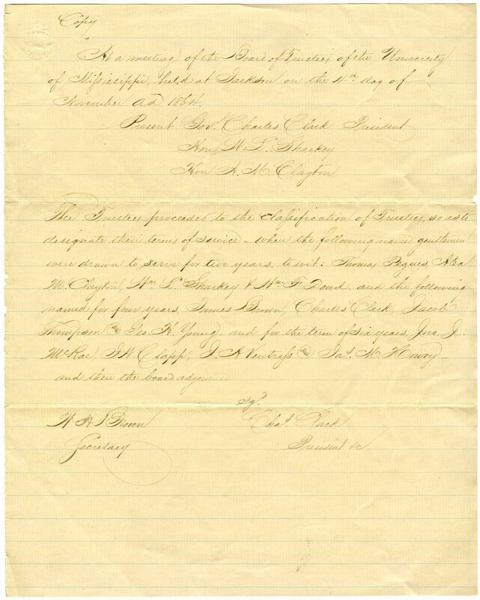 Copy
At a meeting of the Board of Trustees of the University
of Mississippi, held at Jackson on the 4th day of
November AD 1864.
Present Gov. Charles Clark President
Hon W L Sharkey
Hon A. M. Clayton
The Trustees proceeded to the classification of Trustees, so as to
designate their terms of service - when the following name gentlemen
were drawn to serve for two years, to wit: Thomas Pegues, Alex
M. Clayton, Wm L Sharkey & Wm F. Dowd and the following
named for four years, James Brown, Charles Clark, Jacob
Thompson & Geo. H. Young and for the term of six years, Jno. J.
McRae J. W. Clapp, J. A Ventress & Jas. M. Howry
and then the board
Sgd.
Brown
Chas Clark
Secretary
President &c